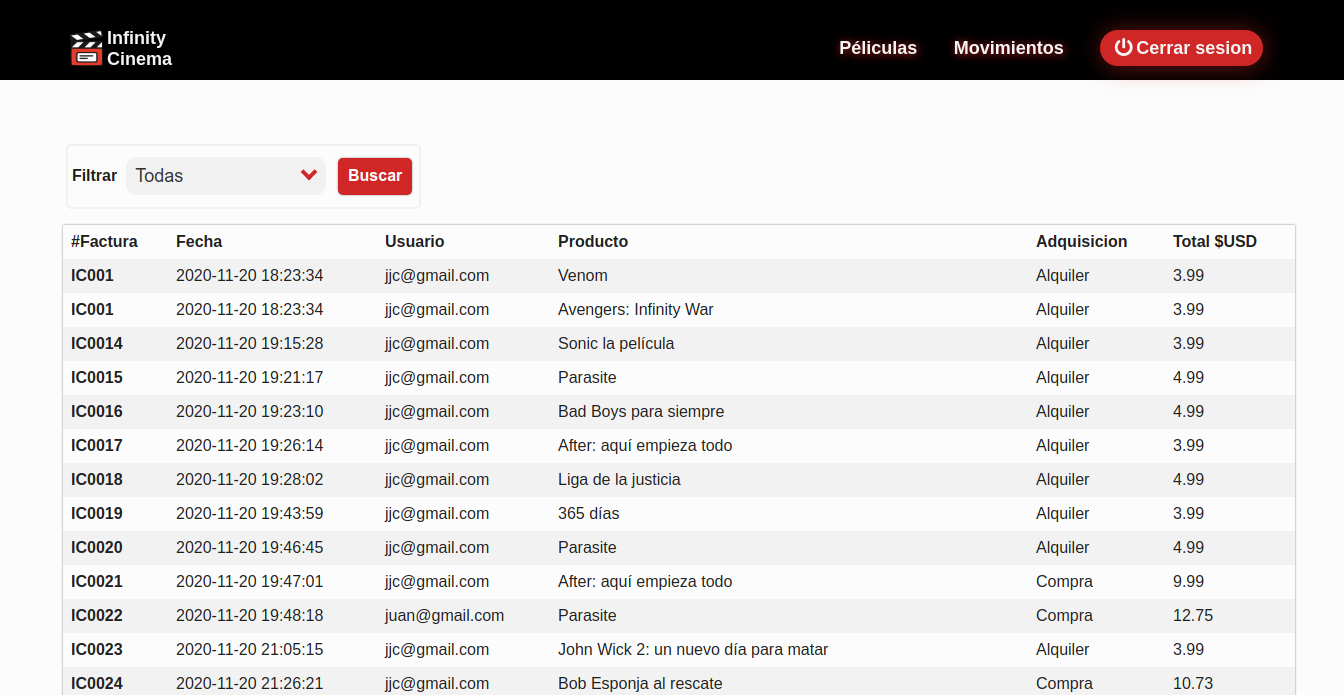 Infinity
Cinema
Péliculas Movimientos Cerrar sesion
Filtrar Todas Buscar
#Factura Fecha Usuario Producto Adquisicion Total $USD
IC001 2020-11-20 18:23:34 jjc@gmail.com Venom Alquiler 3.99
IC001 2020-11-20 18:23:34 jjc@gmail.com Avengers: Infinity War Alquiler 3.99
IC0014 2020-11-20 19:15:28 jjc@gmail.com Sonic la película Alquiler 3.99
IC0015 2020-11-20 19:21:17 jjc@gmail.com Parasite Alquiler 4.99
IC0016 2020-11-20 19:23:10 jjc@gmail.com Bad Boys para siempre Alquiler 4.99
IC0017 2020-11-20 19:26:14 jjc@gmail.com After: aquí empieza todo Alquiler 3.99
IC0018 2020-11-20 19:28:02 jjc@gmail.com Liga de la justicia Alquiler 4.99
IC0019 2020-11-20 19:43:59 jjc@gmail.com 365 días Alquiler 3.99
IC0020 2020-11-20 19:46:45 jjc@gmail.com Parasite Alquiler 4.99
IC0021 2020-11-20 19:47:01 jjc@gmail.com After: aquí empieza todo Compra 9.99
IC0022 2020-11-20 19:48:18 juan@gmail.com Parasite Compra 12.75
IC0023 2020-11-20 21:05:15 jjc@gmail.com John Wick 2: un nuevo día para matar Alquiler 3.99
IC0024 2020-11-20 21:26:21 jjc@gmail.com Bob Esponja al rescate Compra 10.73